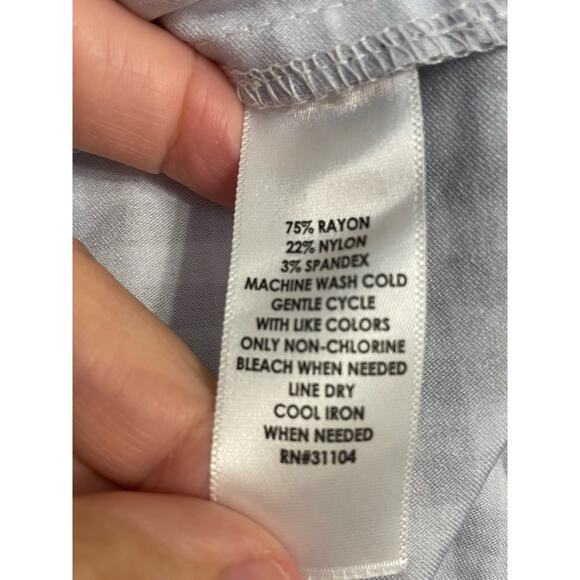 75% RAYON
22% NYLON
3% SPANDEX
MACHINE WASH COLD
GENTLE CYCLE
WITH LIKE COLORS
ONLY NON-CHLORINE
BLEACH WHEN NEEDED
LINE DRY
COOL IRON
WHEN NEEDED
RN#31104